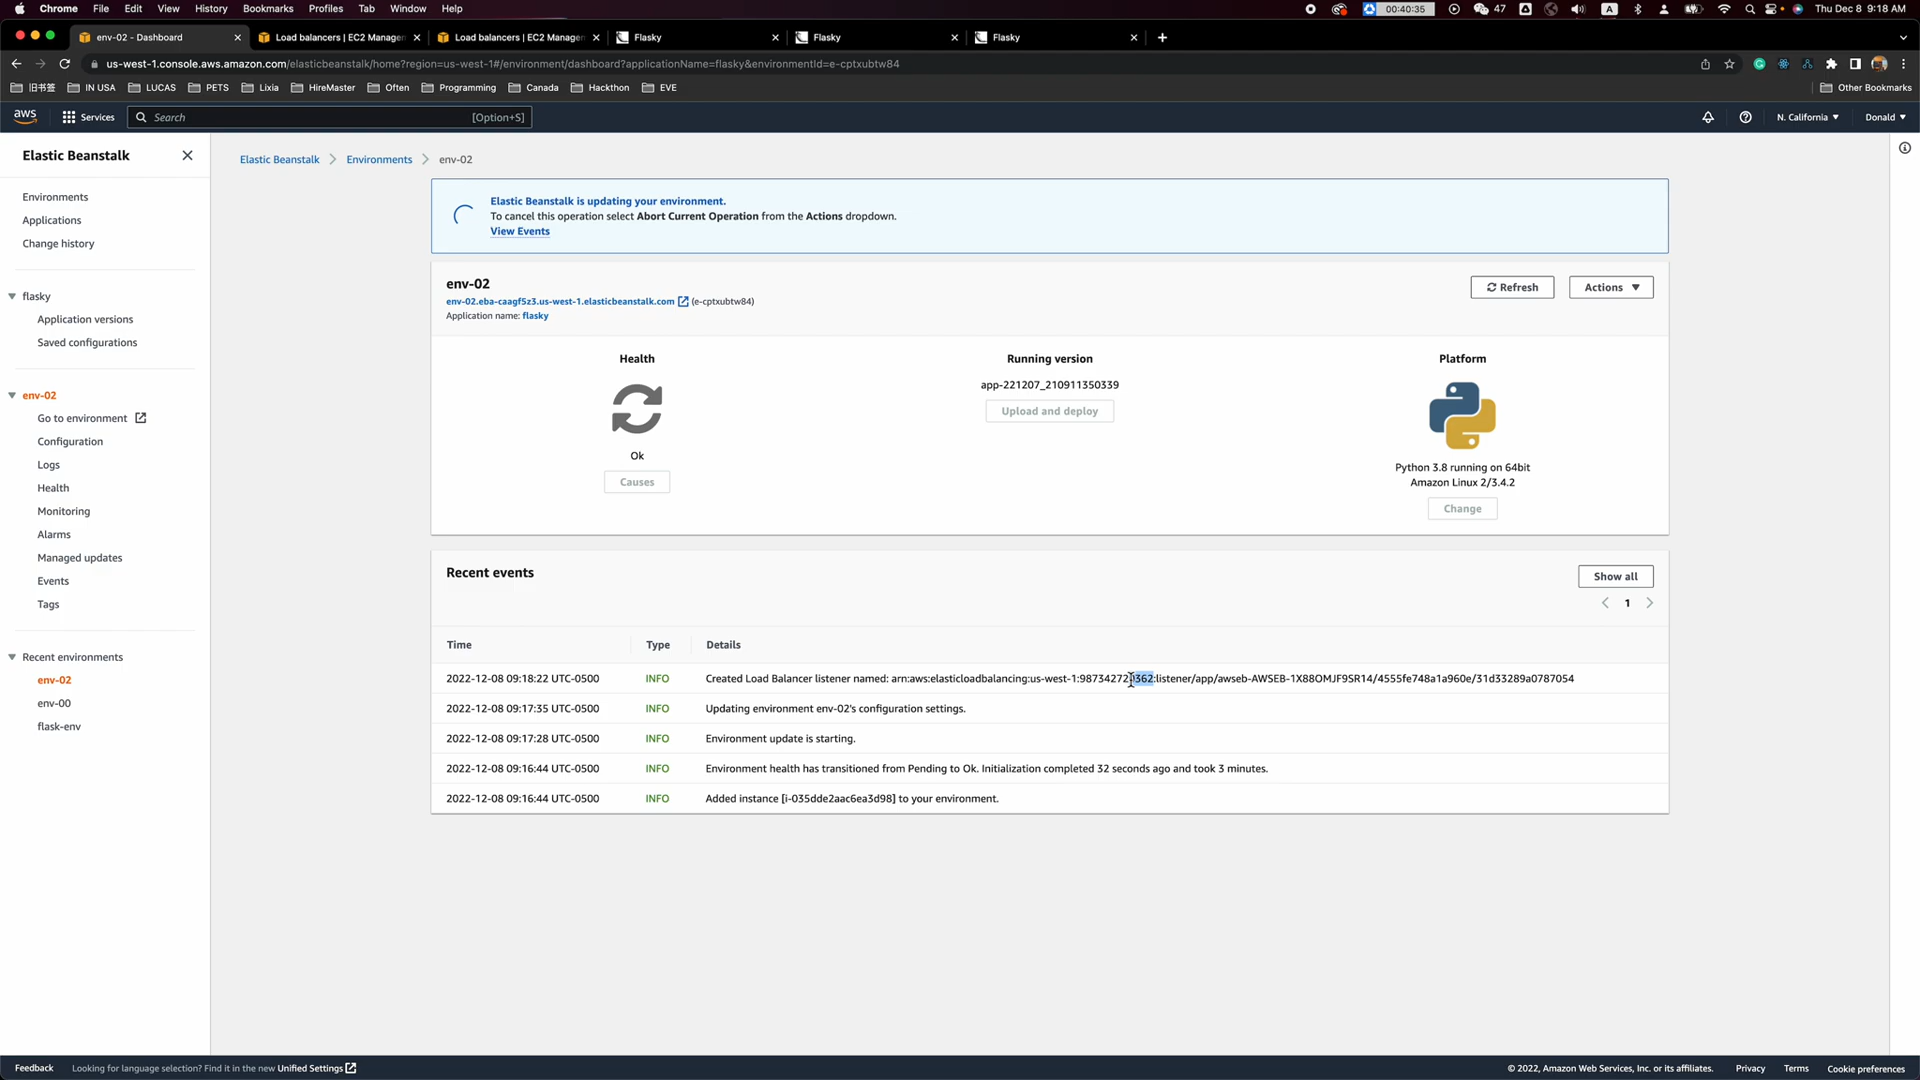 Chrome File Edit View History Bookmarks Profiles Tab Window Help 00:40:35 47 A Thu Dec 8 9:18 AM
env-02 - Dashboard Load balancers | EC2 Manager Load balancers | EC2 Manager Flasky Flasky Flasky
us-west-1.console.aws.amazon.com/elasticbeanstalk/home?region=us-west-1#/environment/dashboard?applicationName=flasky&environmentId=e-cptxubtw84
旧书签 IN USA LUCAS PETS Lixia HireMaster Often Programming Canada Hackthon EVE Other Bookmarks
aws Services Search [Option+S] N. California Donald
Elastic Beanstalk
Environments
Applications
Change history
flasky
Application versions
Saved configurations
env-02
Go to environment
Configuration
Logs
Health
Monitoring
Alarms
Managed updates
Events
Tags
Recent environments
env-02
env-00
flask-env
Elastic Beanstalk Environments env-02
Elastic Beanstalk is updating your environment.
To cancel this operation select Abort Current Operation from the Actions dropdown.
View Events
env-02
env-02.eba-caagf5z3.us-west-1.elasticbeanstalk.com (e-cptxubtw84)
Application name: flasky
Refresh Actions
Health
Ok
Causes
Running version
app-221207_210911350339
Upload and deploy
Platform
Python 3.8 running on 64bit
Amazon Linux 2/3.4.2
Change
Recent events
Show all
1
Time Type Details
2022-12-08 09:18:22 UTC-0500 INFO Created Load Balancer listener named: listener/app/awseb-AWSEB-1X88OMJF9SR14/4555fe748a1a960e/31d33289a0787054
2022-12-08 09:17:35 UTC-0500 INFO Updating environment env-02's configuration settings.
2022-12-08 09:17:28 UTC-0500 INFO Environment update is starting.
2022-12-08 09:16:44 UTC-0500 INFO Environment health has transitioned from Pending to Ok. Initialization completed 32 seconds ago and took 3 minutes.
2022-12-08 09:16:44 UTC-0500 INFO Added instance [i-035dde2aac6ea3d98] to your environment.
Feedback Looking for language selection? Find it in the new Unified Settings © 2022, Amazon Web Services, Inc. or its affiliates. Privacy Terms Cookie preferences